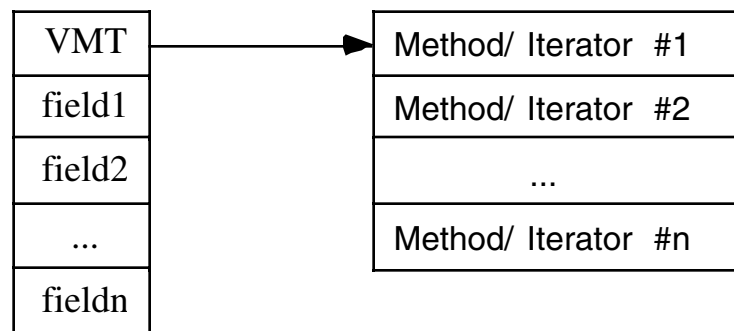 VMT
field1
field2
...
fieldn
Method/ Iterator #1
Method/ Iterator #2
...
Method/ Iterator #n